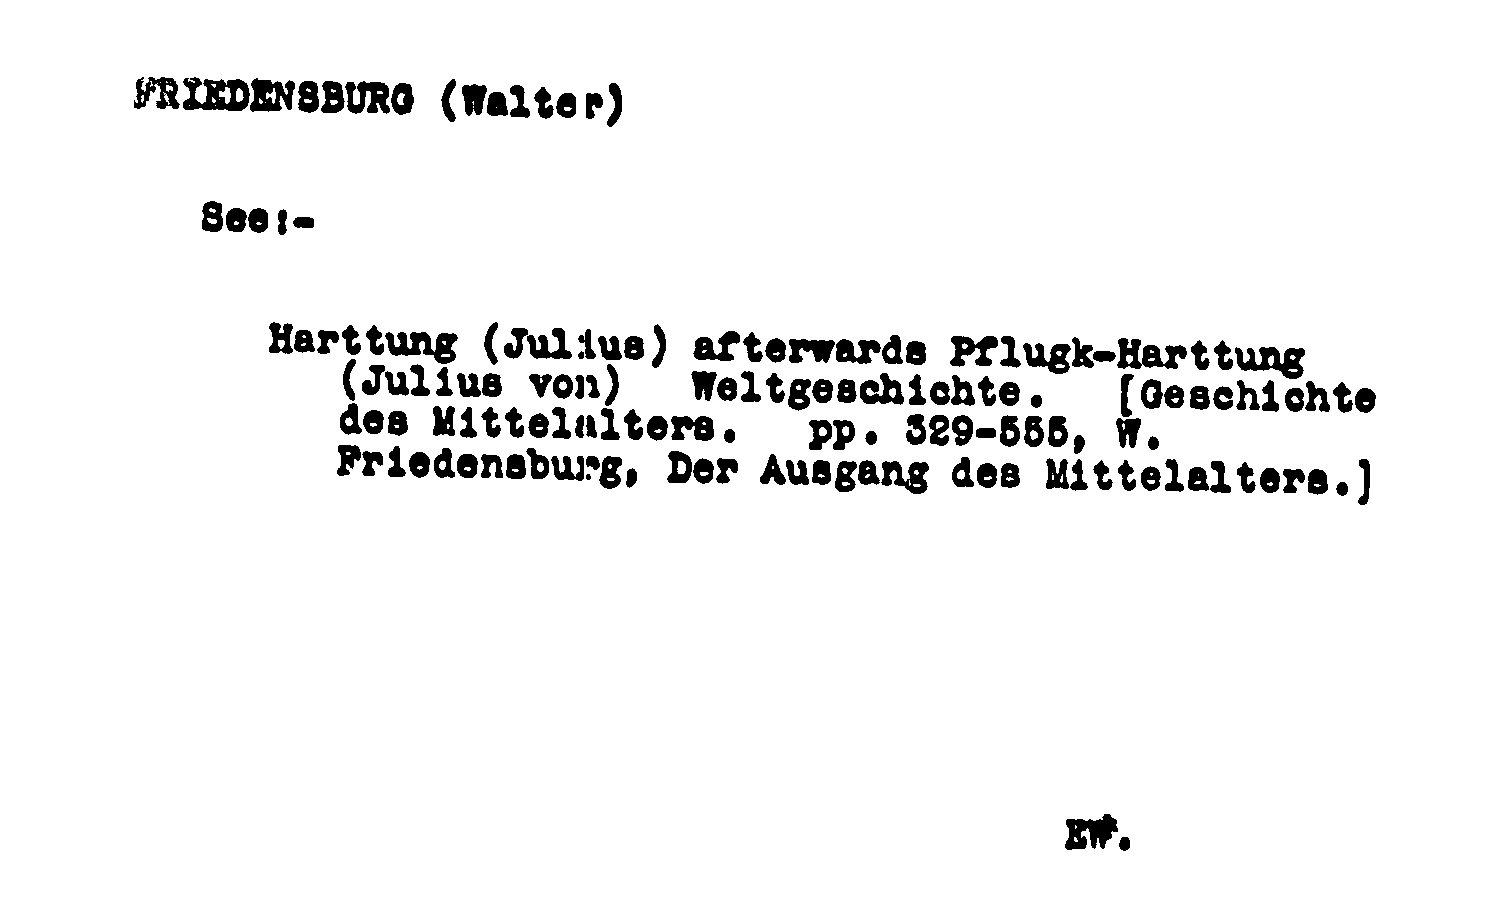 FRIEDENSBURG (Walter)
See:-
Harttung (Julius) afterwards Pflugk-Harttung
(Julius von) Weltgeschichte. [Geschichte
des Mittelalters. pp. 329-555, W.
Friedensburg, Der Ausgang des Mittelalters.]
EW.